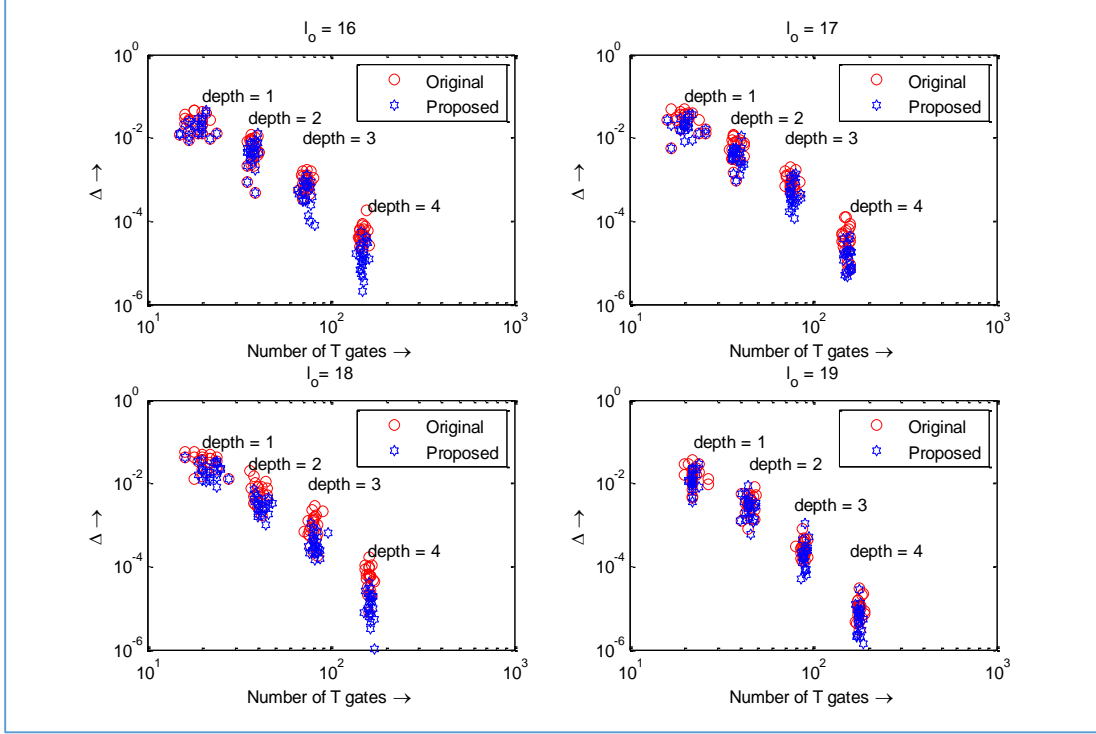 l_o = 16
10^0
10^-2
10^-4
10^-6
Δ →
10^1
10^2
10^3
Number of T gates →
Original
Proposed
depth = 1
depth = 2
depth = 3
depth = 4
l_o = 17
10^0
10^-2
10^-4
10^-6
Δ →
10^1
10^2
10^3
Number of T gates →
Original
Proposed
depth = 1
depth = 2
depth = 3
depth = 4
l_o= 18
10^0
10^-2
10^-4
10^-6
Δ →
10^1
10^2
10^3
Number of T gates →
Original
Proposed
depth = 1
depth = 2
depth = 3
depth = 4
l_o = 19
10^0
10^-2
10^-4
10^-6
Δ →
10^1
10^2
10^3
Number of T gates →
Original
Proposed
depth = 1
depth = 2
depth = 3
depth = 4